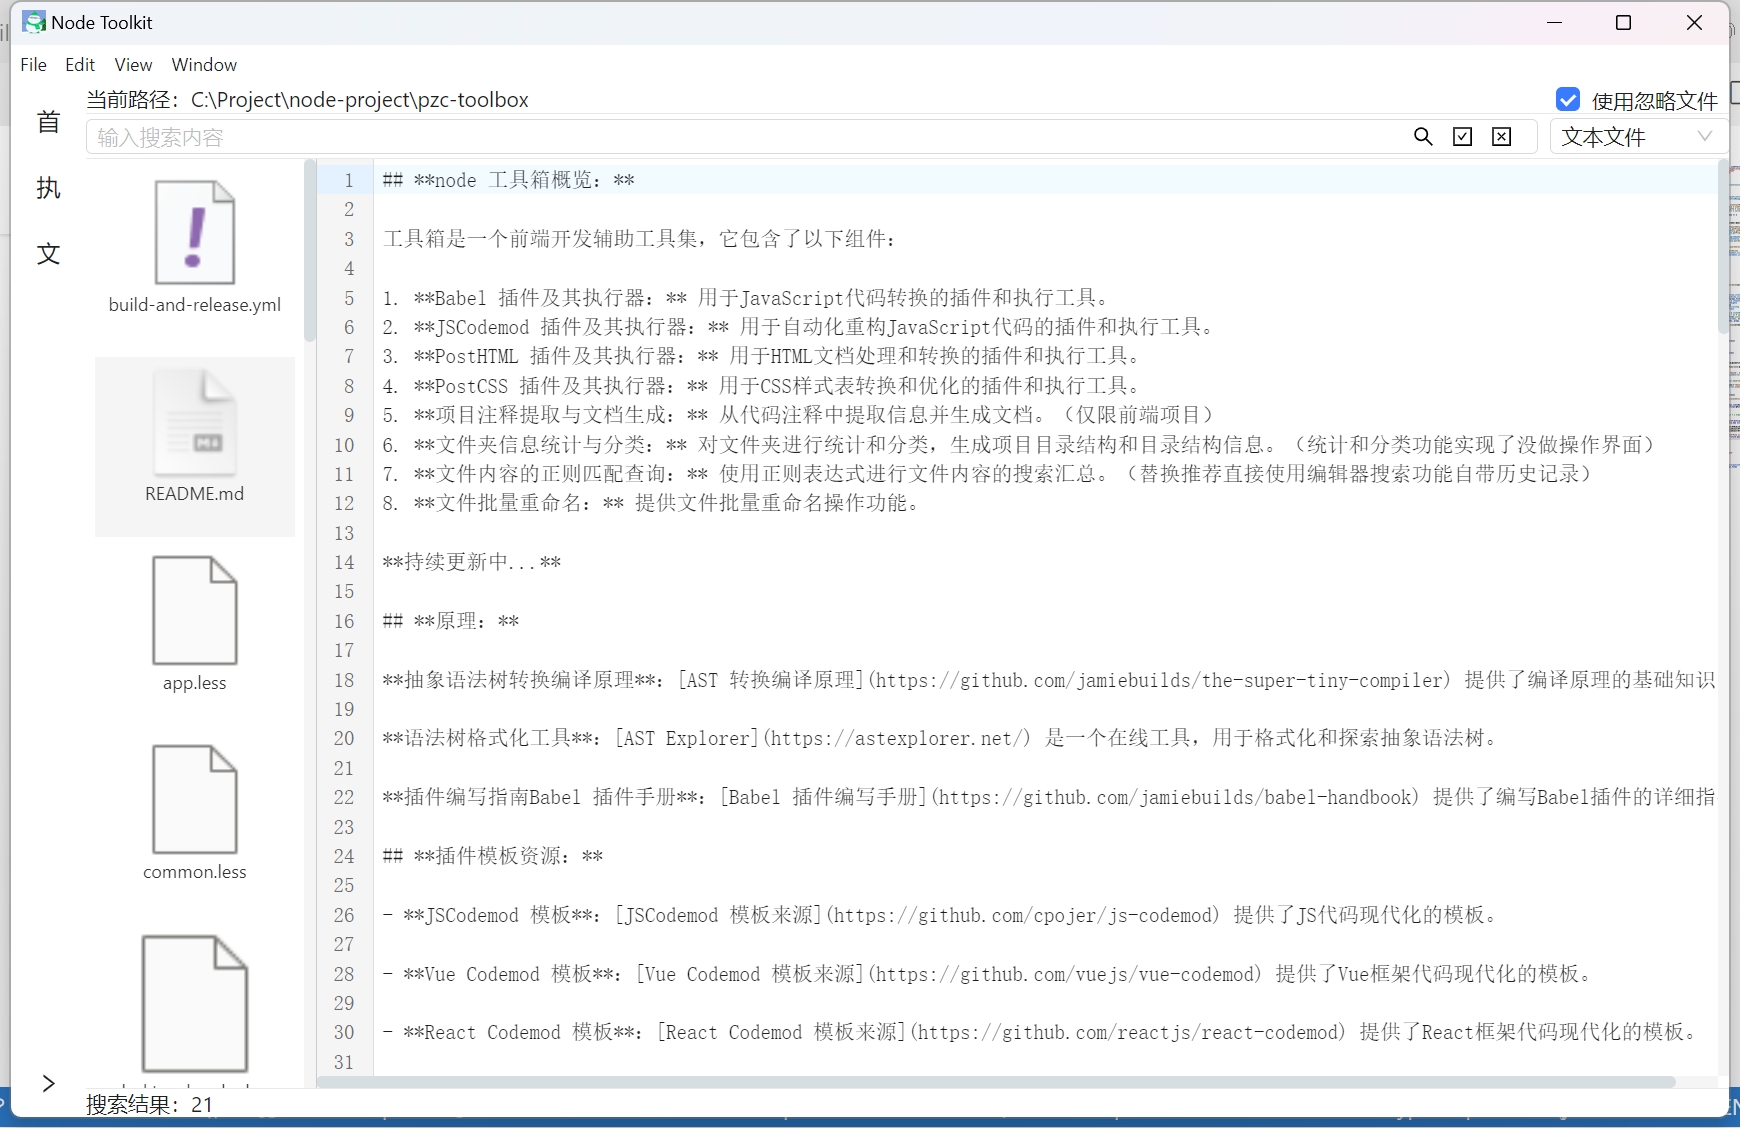 Node Toolkit
File Edit View Window
当前路径：C:\Project\node-project\pzc-toolbox
使用忽略文件
输入搜索内容
文本文件
首
执
文
build-and-release.yml
README.md
app.less
common.less
1 ## **node 工具箱概览：**
2
3 工具箱是一个前端开发辅助工具集，它包含了以下组件：
4
5 1. **Babel 插件及其执行器：** 用于JavaScript代码转换的插件和执行工具。
6 2. **JSCodemod 插件及其执行器：** 用于自动化重构JavaScript代码的插件和执行工具。
7 3. **PostHTML 插件及其执行器：** 用于HTML文档处理和转换的插件和执行工具。
8 4. **PostCSS 插件及其执行器：** 用于CSS样式表转换和优化的插件和执行工具。
9 5. **项目注释提取与文档生成：** 从代码注释中提取信息并生成文档。（仅限前端项目）
10 6. **文件夹信息统计与分类：** 对文件夹进行统计和分类，生成项目目录结构和目录结构信息。（统计和分类功能实现了没做操作界面）
11 7. **文件内容的正则匹配查询：** 使用正则表达式进行文件内容的搜索汇总。（替换推荐直接使用编辑器搜索功能自带历史记录）
12 8. **文件批量重命名：** 提供文件批量重命名操作功能。
13
14 **持续更新中...**
15
16 ## **原理：**
17
18 **抽象语法树转换编译原理**：[AST 转换编译原理](https://github.com/jamiebuilds/the-super-tiny-compiler) 提供了编译原理的基础知识
19
20 **语法树格式化工具**：[AST Explorer](https://astexplorer.net/) 是一个在线工具，用于格式化和探索抽象语法树。
21
22 **插件编写指南Babel 插件手册**：[Babel 插件编写手册](https://github.com/jamiebuilds/babel-handbook) 提供了编写Babel插件的详细指
23
24 ## **插件模板资源：**
25
26 - **JSCodemod 模板**：[JSCodemod 模板来源](https://github.com/cpojer/js-codemod) 提供了JS代码现代化的模板。
27
28 - **Vue Codemod 模板**：[Vue Codemod 模板来源](https://github.com/vuejs/vue-codemod) 提供了Vue框架代码现代化的模板。
29
30 - **React Codemod 模板**：[React Codemod 模板来源](https://github.com/reactjs/react-codemod) 提供了React框架代码现代化的模板。
31
搜索结果：21